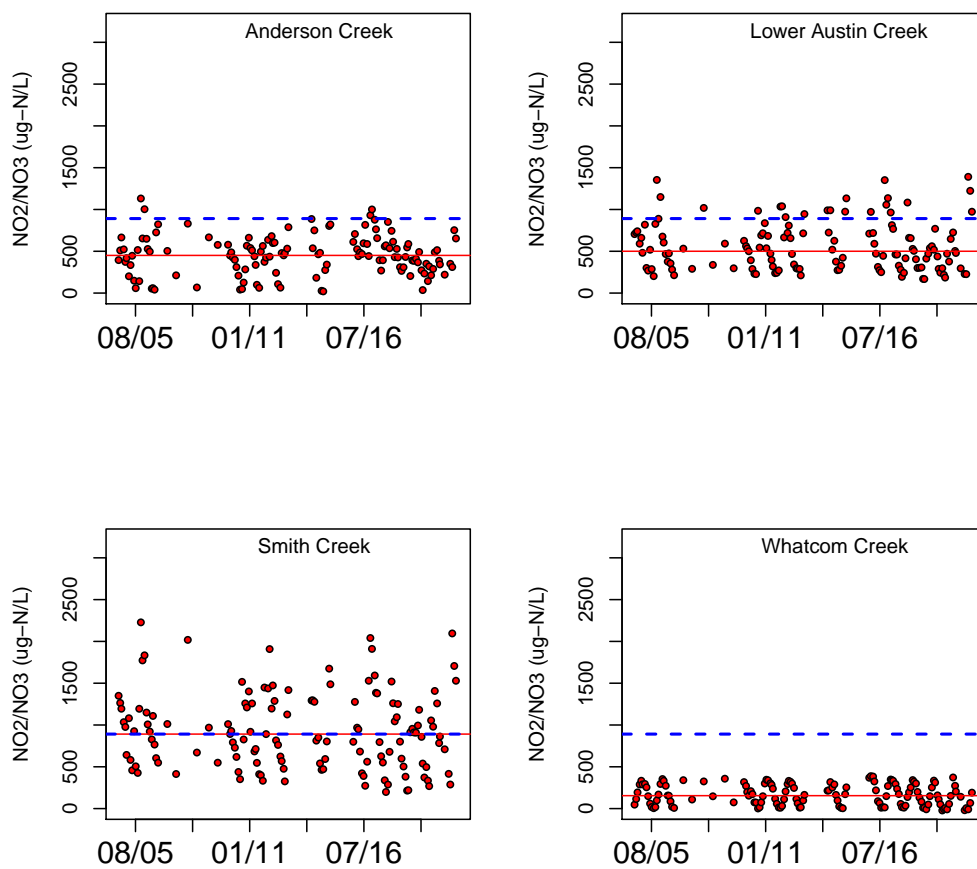 Anderson Creek
NO2/NO3 (ug−N/L)
0 500 1500 2500
08/05 01/11 07/16
Lower Austin Creek
NO2/NO3 (ug−N/L)
0 500 1500 2500
08/05 01/11 07/16
Smith Creek
NO2/NO3 (ug−N/L)
0 500 1500 2500
08/05 01/11 07/16
Whatcom Creek
NO2/NO3 (ug−N/L)
0 500 1500 2500
08/05 01/11 07/16